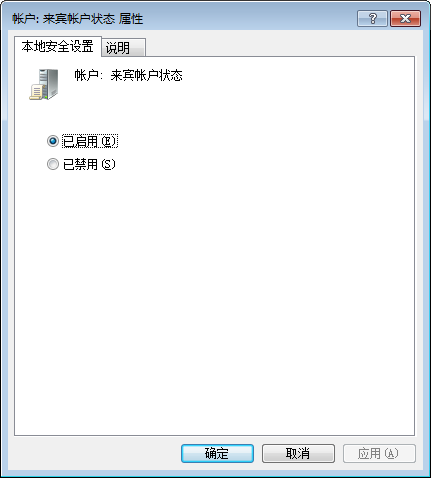 帐户: 来宾帐户状态 属性
本地安全设置 说明
帐户: 来宾帐户状态
已启用(E)
已禁用(S)
确定 取消 应用(A)